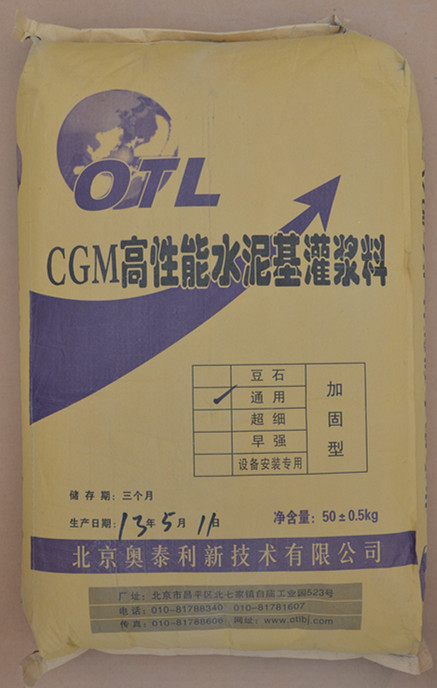 OTL
CGM高性能水泥基灌浆料
豆石
✓ 通用
超细
早强
设备安装专用
加固型
储存期：三个月
生产日期：13年5月11日
净含量：50±0.5kg
北京奥泰利新技术有限公司
厂址：北京市昌平区北七家镇白庙工业园523号
电话：010-81788340 010-81781607
传真：010-81788606 网址：www.otlbj.com